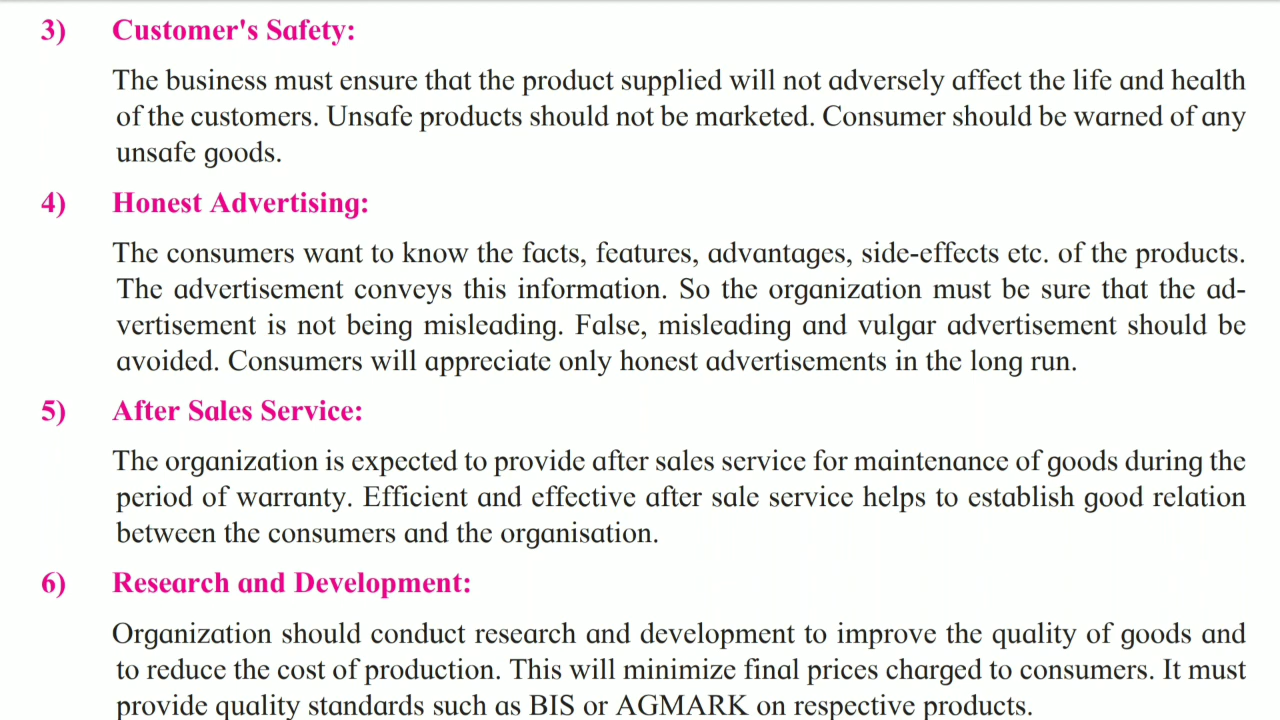 3) Customer's Safety:
The business must ensure that the product supplied will not adversely affect the life and health
of the customers. Unsafe products should not be marketed. Consumer should be warned of any
unsafe goods.
4) Honest Advertising:
The consumers want to know the facts, features, advantages, side-effects etc. of the products.
The advertisement conveys this information. So the organization must be sure that the ad-
vertisement is not being misleading. False, misleading and vulgar advertisement should be
avoided. Consumers will appreciate only honest advertisements in the long run.
5) After Sales Service:
The organization is expected to provide after sales service for maintenance of goods during the
period of warranty. Efficient and effective after sale service helps to establish good relation
between the consumers and the organisation.
6) Research and Development:
Organization should conduct research and development to improve the quality of goods and
to reduce the cost of production. This will minimize final prices charged to consumers. It must
provide quality standards such as BIS or AGMARK on respective products.